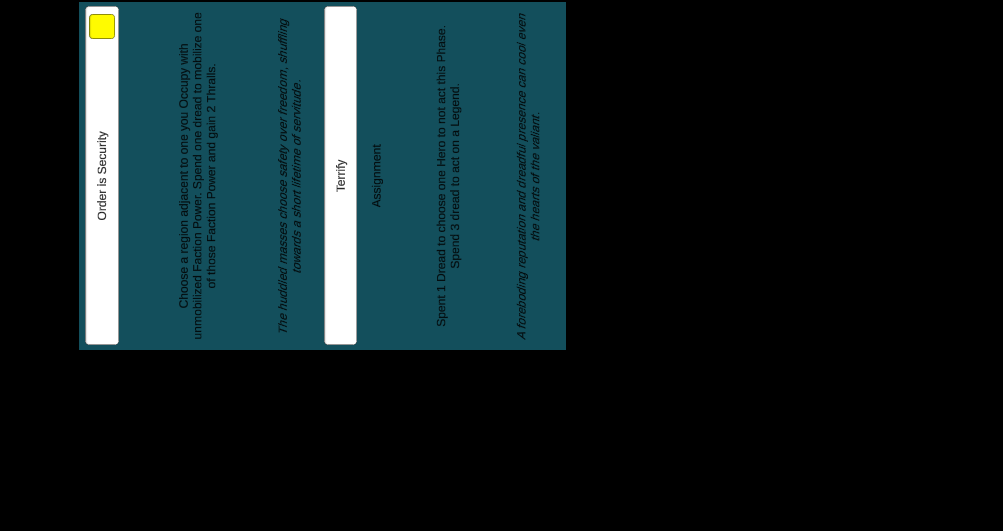 Order is Security
Choose a region adjacent to one you Occupy with
unmobilized Faction Power. Spend one dread to mobilize one
of those Faction Power and gain 2 Thralls.
The huddled masses choose safety over freedom, shuffling
towards a short lifetime of servitude.
Terrify
Assignment
Spent 1 Dread to choose one Hero to not act this Phase.
Spend 3 dread to act on a Legend.
A foreboding reputation and dreadful presence can cool even
the hearts of the valiant.